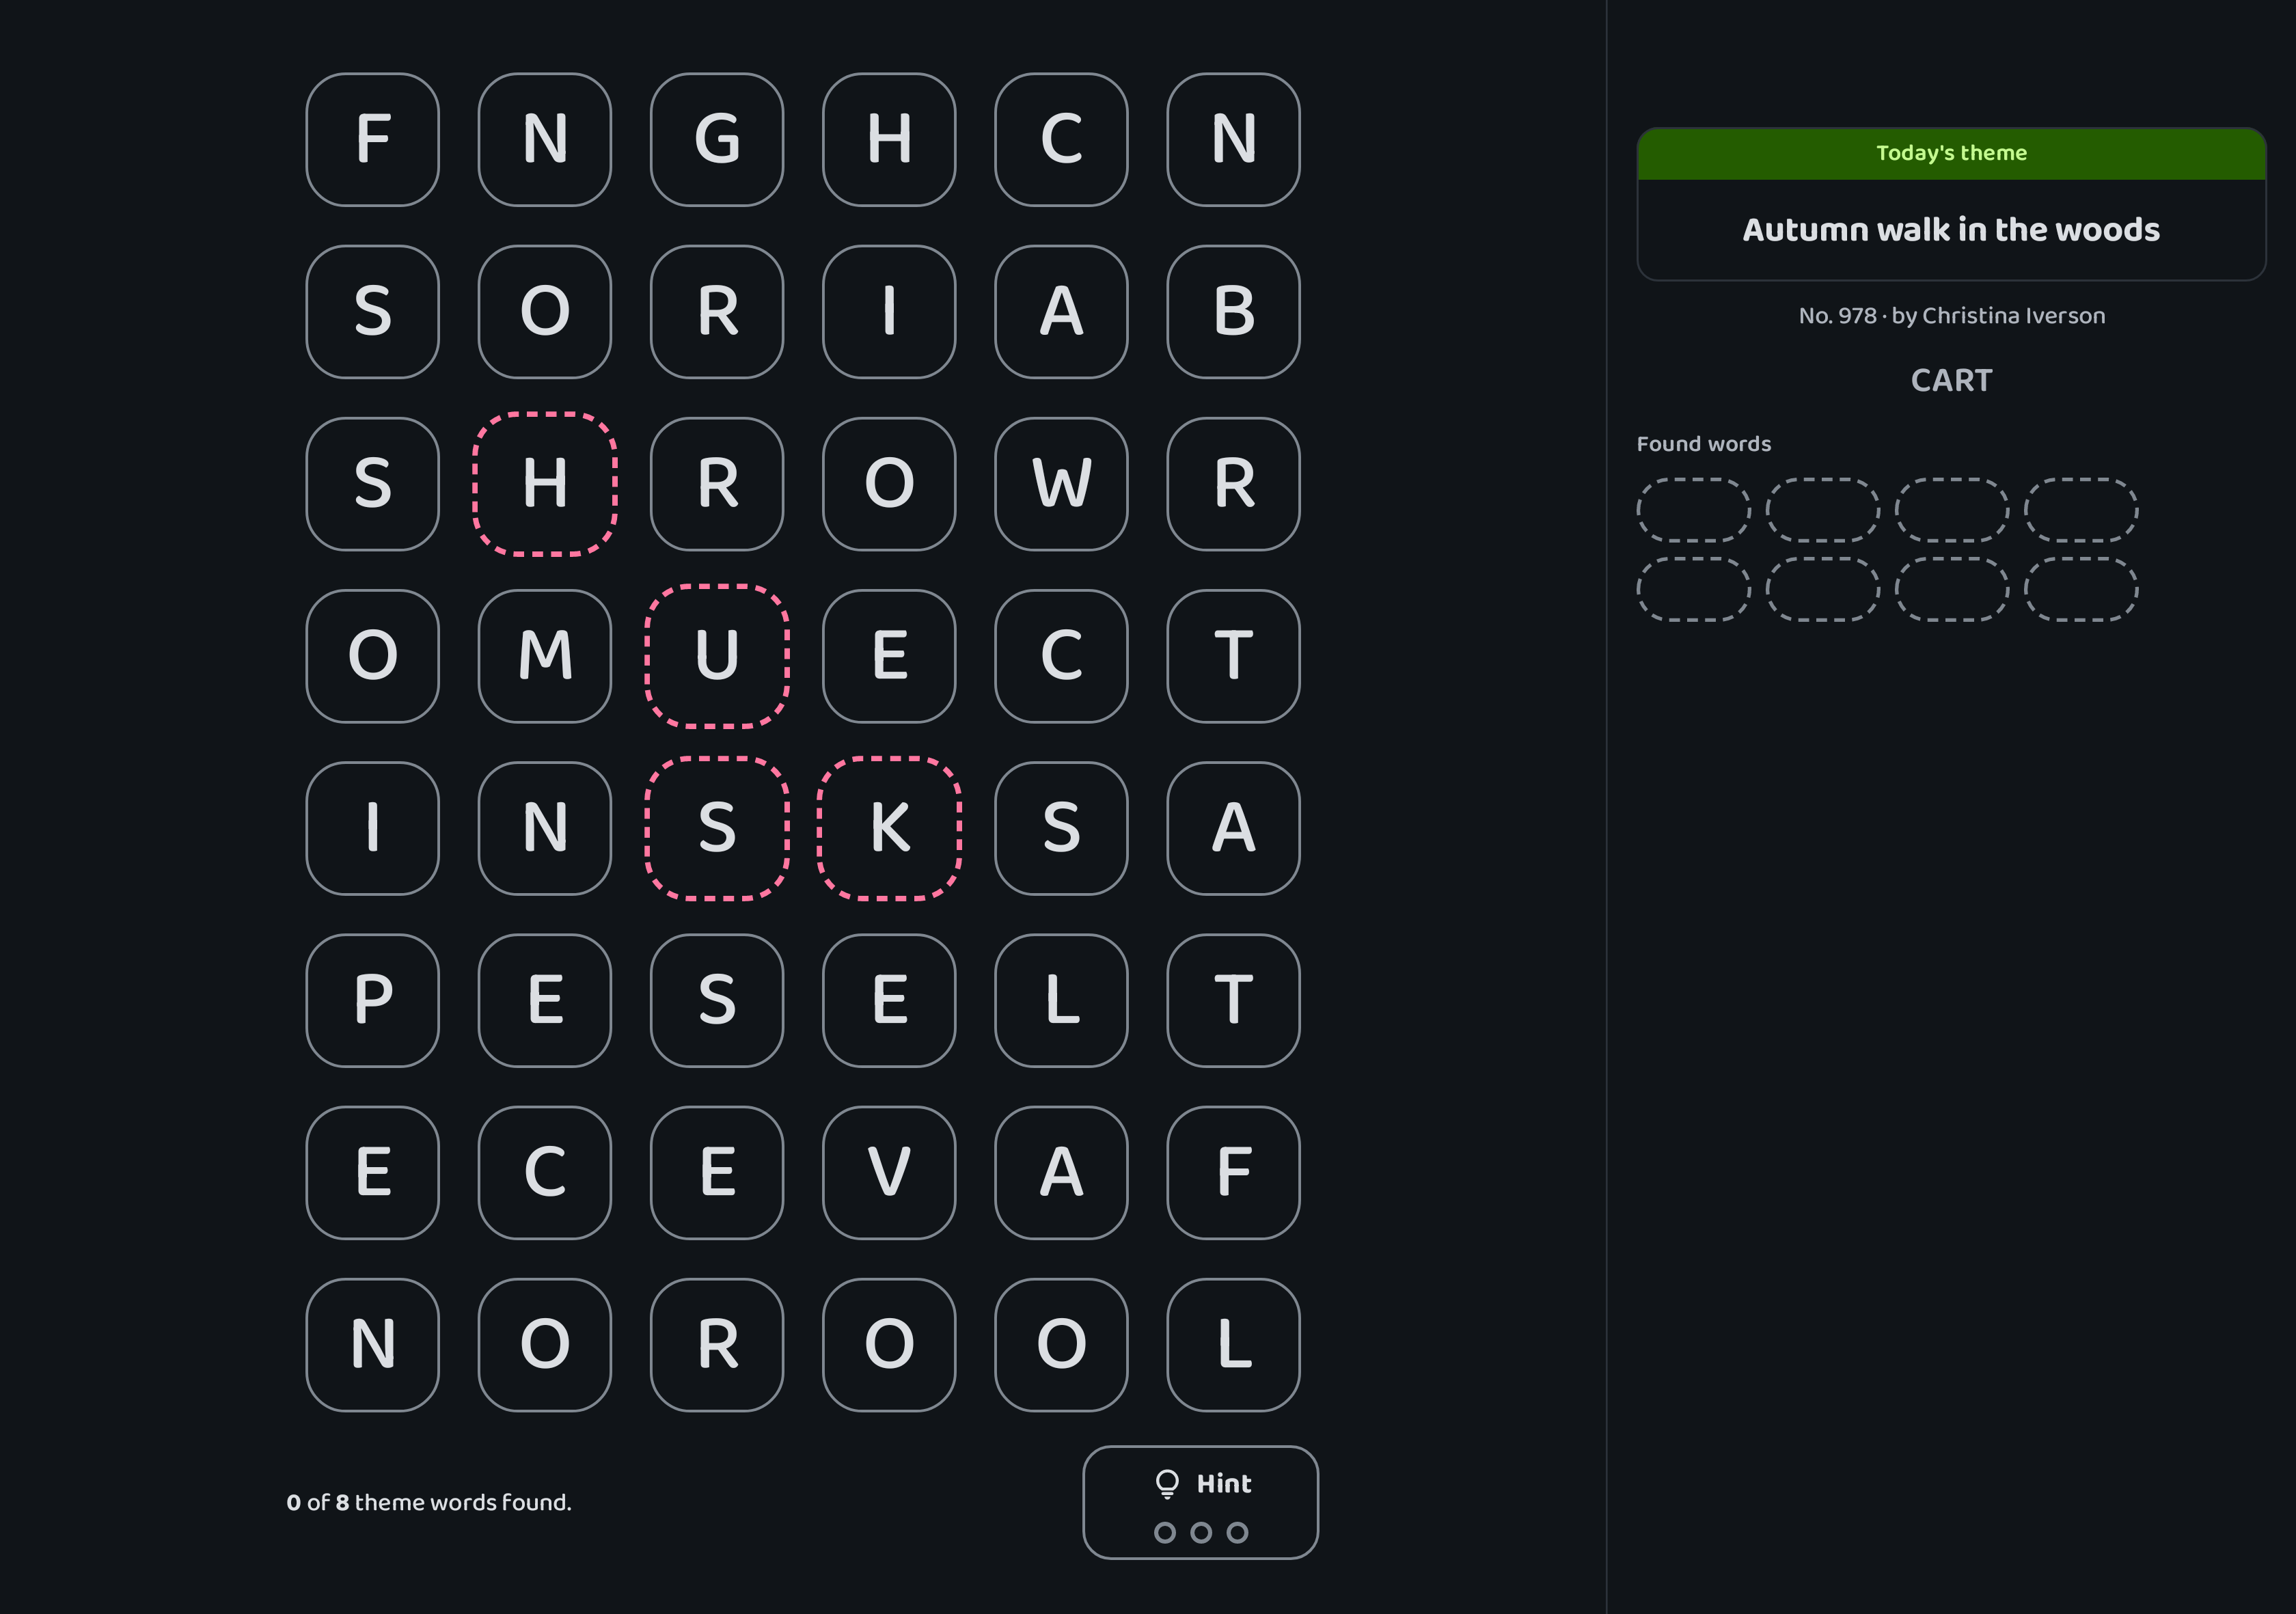 F N G H C N
S O R I A B
S H R O W R
O M U E C T
I N S K S A
P E S E L T
E C E V A F
N O R O O L
0 of 8 theme words found.
Hint
Today's theme
Autumn walk in the woods
No. 978 · by Christina Iverson
CART
Found words